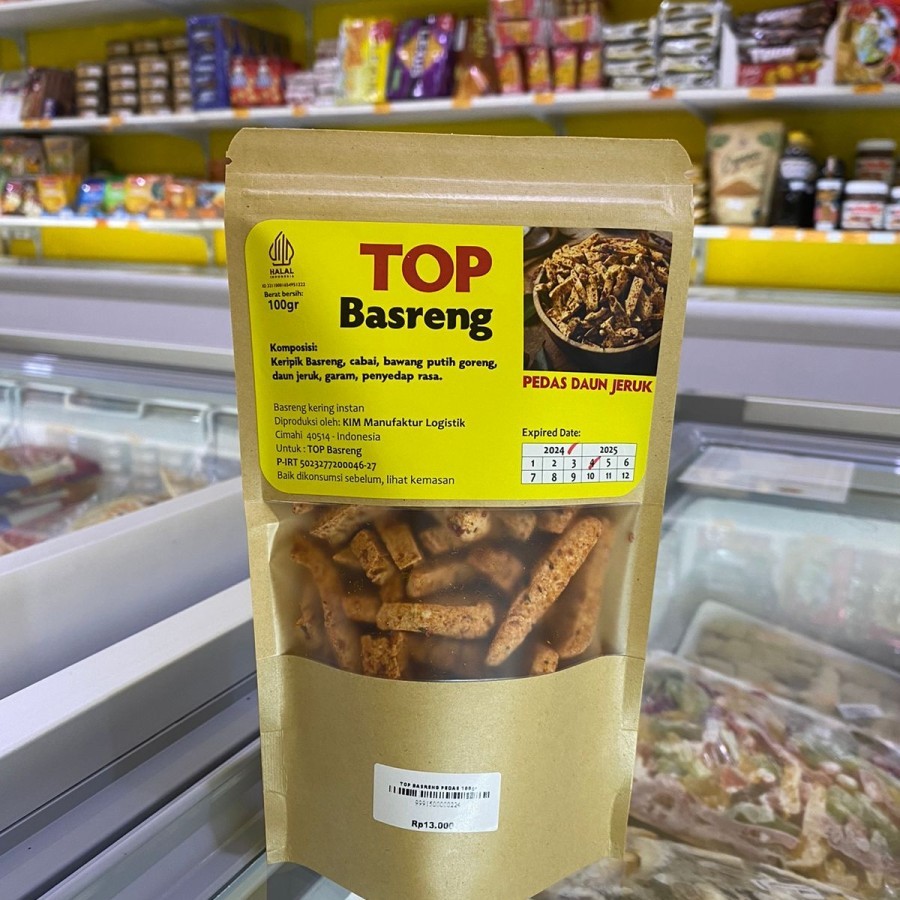 HALAL
INDONESIA
Berat bersih:
100gr
TOP
Basreng
Komposisi:
Keripik Basreng, cabai, bawang putih goreng,
daun jeruk, garam, penyedap rasa.
PEDAS DAUN JERUK
Basreng kering instan
Diproduksi oleh: KIM Manufaktur Logistik
Cimahi 40514 - Indonesia
Untuk : TOP Basreng
P-IRT 5023277200046-27
Baik dikonsumsi sebelum, lihat kemasan
Expired Date:
2024 2025
1 2 3 4 5 6
7 8 9 10 11 12
TOP BASRENG PEDAS 100gr
Rp13.000